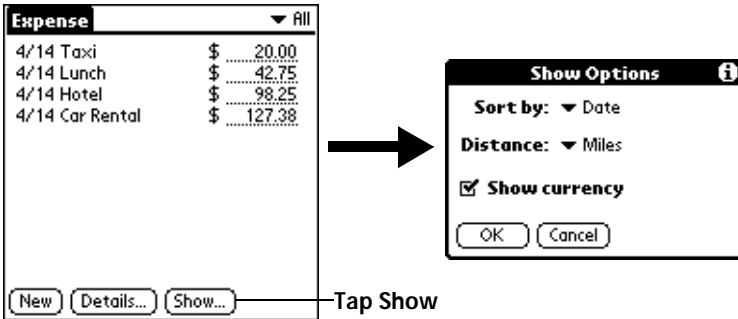 Expense All
4/14 Taxi $ 20.00
4/14 Lunch $ 42.75
4/14 Hotel $ 98.25
4/14 Car Rental $ 127.38
New Details... Show...
Tap Show
Show Options i
Sort by: Date
Distance: Miles
Show currency
OK Cancel